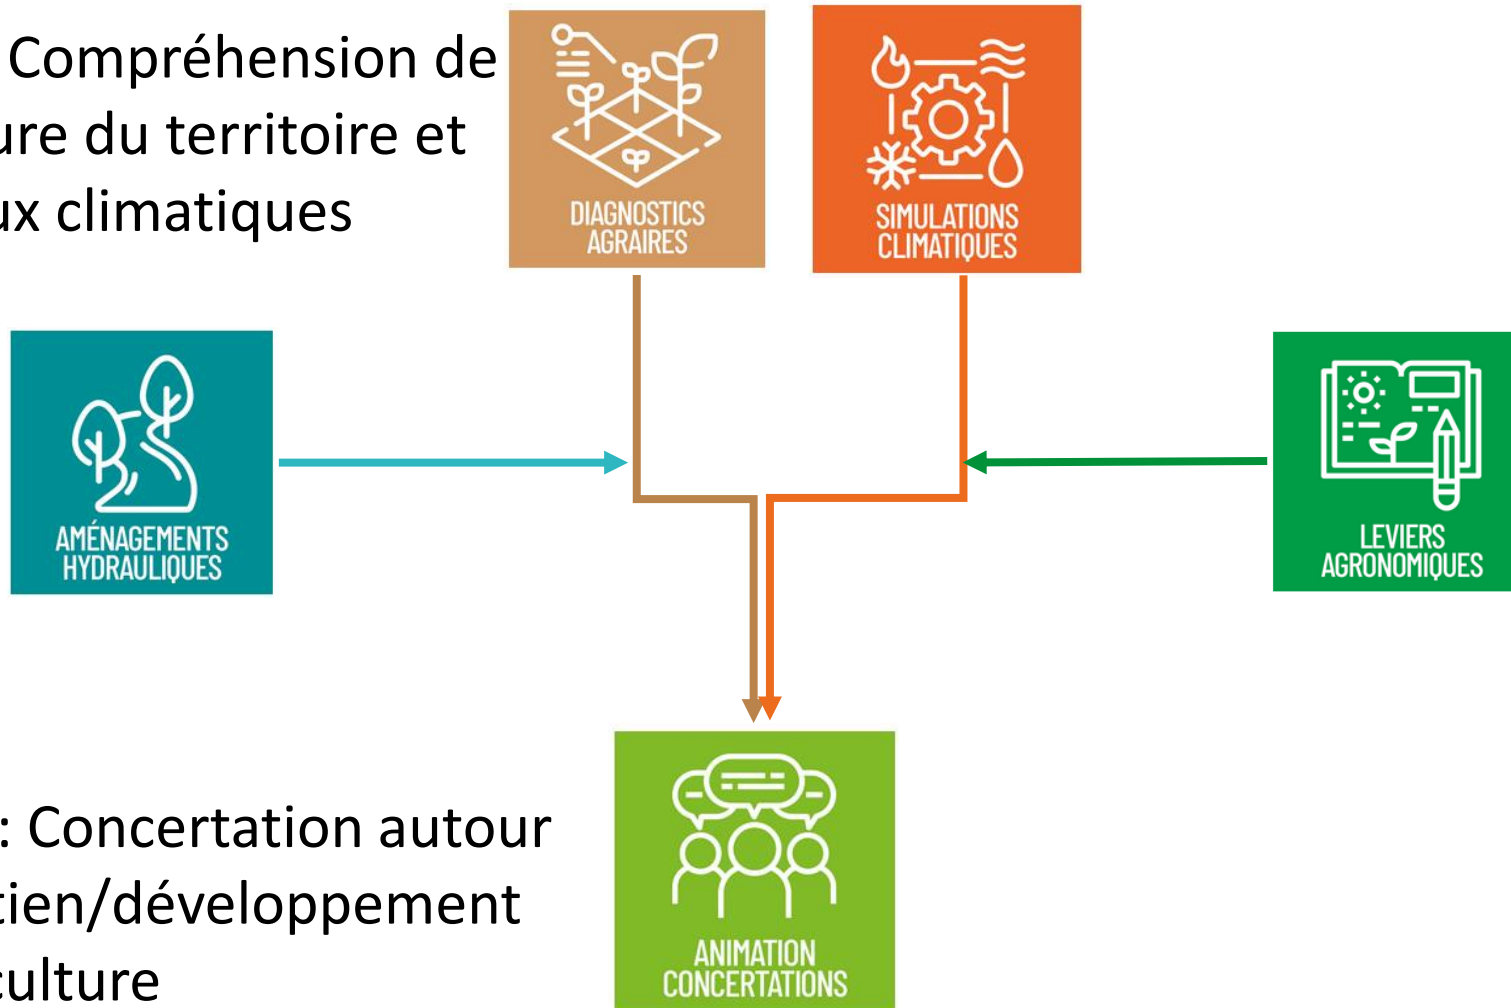 Compréhension de
ure du territoire et
ux climatiques
DIAGNOSTICS
AGRAIRES
SIMULATIONS
CLIMATIQUES
AMÉNAGEMENTS
HYDRAULIQUES
LEVIERS
AGRONOMIQUES
: Concertation autour
tien/développement
culture
ANIMATION
CONCERTATIONS